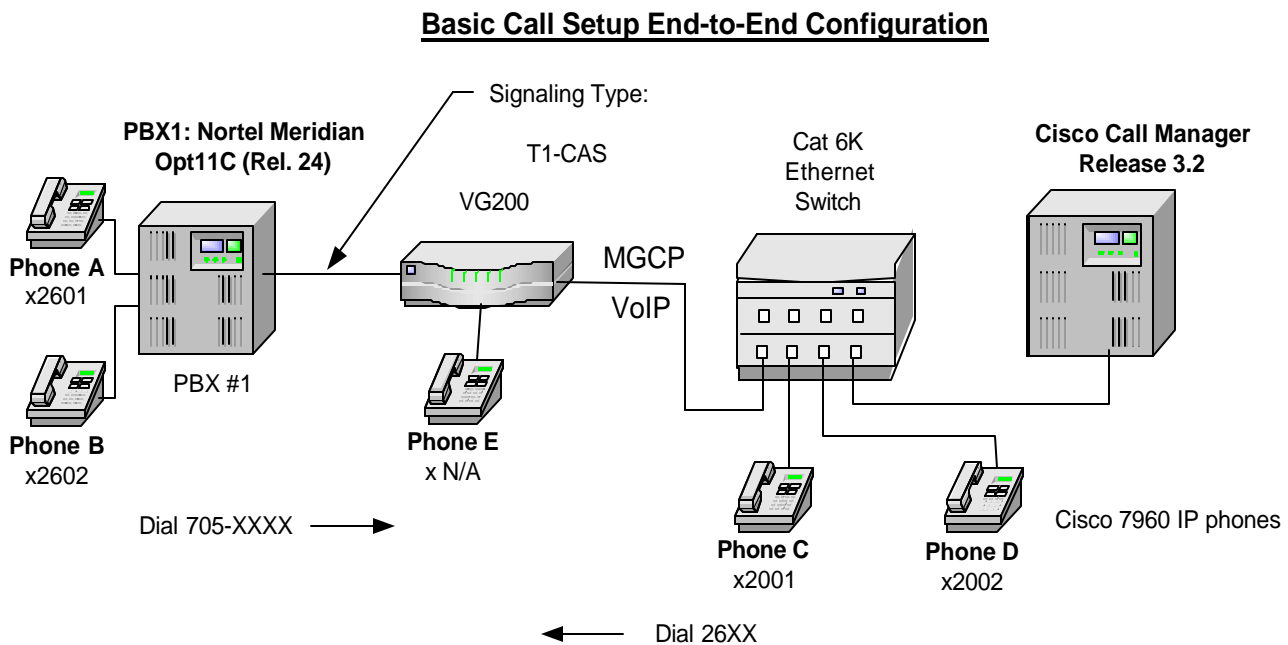 Basic Call Setup End-to-End Configuration
Signaling Type:
T1-CAS
PBX1: Nortel Meridian
Opt11C (Rel. 24)
VG200
Cat 6K
Ethernet
Switch
Cisco Call Manager
Release 3.2
Phone A
x2601
MGCP
VoIP
PBX #1
Phone B
x2602
Phone E
x N/A
Dial 705-XXXX
Phone C
x2001
Phone D
x2002
Cisco 7960 IP phones
Dial 26XX